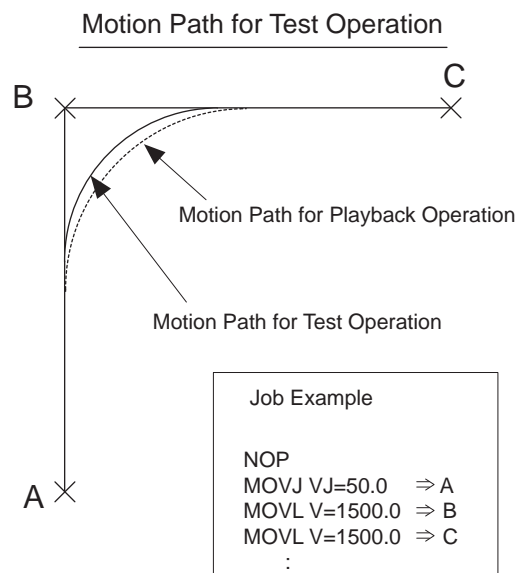 Motion Path for Test Operation
B
C
Motion Path for Playback Operation
Motion Path for Test Operation
A
Job Example
NOP
MOVJ VJ=50.0 ⇒ A
MOVL V=1500.0 ⇒ B
MOVL V=1500.0 ⇒ C
: